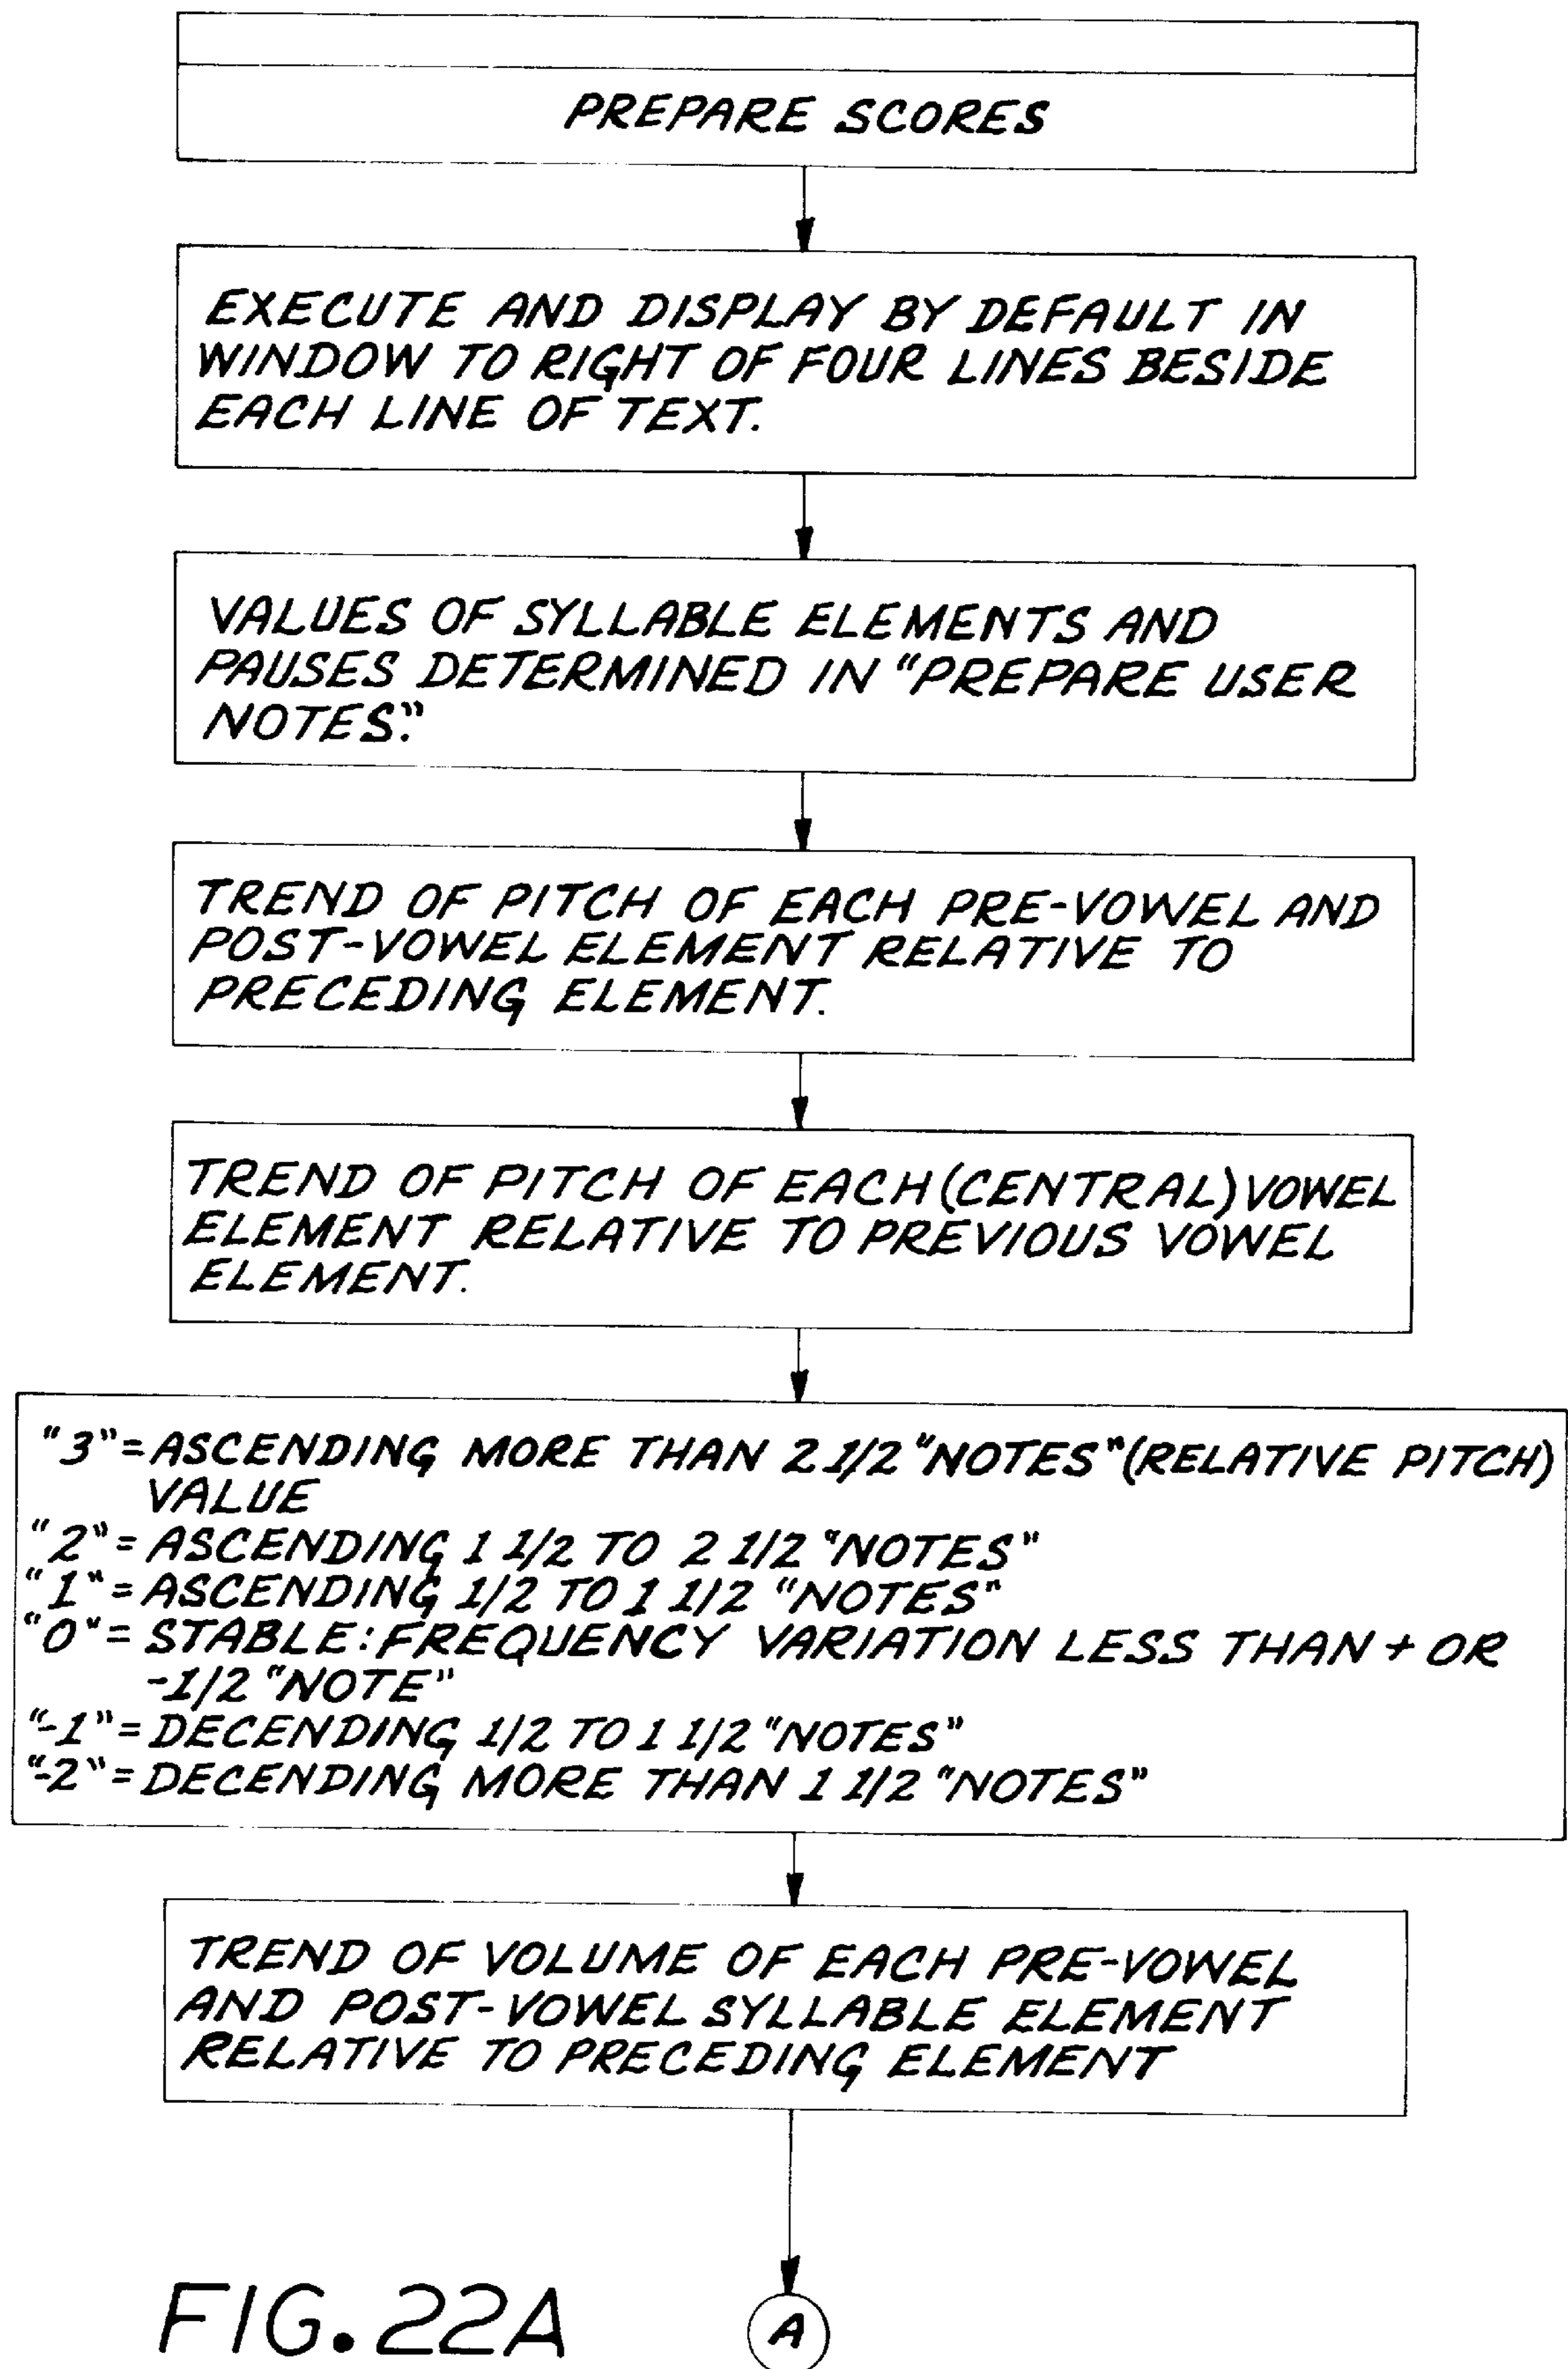 PREPARE SCORES
EXECUTE AND DISPLAY BY DEFAULT IN
WINDOW TO RIGHT OF FOUR LINES BESIDE
EACH LINE OF TEXT.
VALUES OF SYLLABLE ELEMENTS AND
PAUSES DETERMINED IN "PREPARE USER
NOTES".
TREND OF PITCH OF EACH PRE-VOWEL AND
POST-VOWEL ELEMENT RELATIVE TO
PRECEDING ELEMENT.
TREND OF PITCH OF EACH (CENTRAL) VOWEL
ELEMENT RELATIVE TO PREVIOUS VOWEL
ELEMENT.
"3"= ASCENDING MORE THAN 2 1/2 "NOTES" (RELATIVE PITCH)
VALUE
"2"= ASCENDING 1 1/2 TO 2 1/2 "NOTES"
"1"= ASCENDING 1/2 TO 1 1/2 "NOTES"
"0"= STABLE: FREQUENCY VARIATION LESS THAN + OR
-1/2 "NOTE"
"-1"= DECENDING 1/2 TO 1 1/2 "NOTES"
"-2"= DECENDING MORE THAN 1 1/2 "NOTES"
TREND OF VOLUME OF EACH PRE-VOWEL
AND POST-VOWEL SYLLABLE ELEMENT
RELATIVE TO PRECEDING ELEMENT
A
FIG. 22A